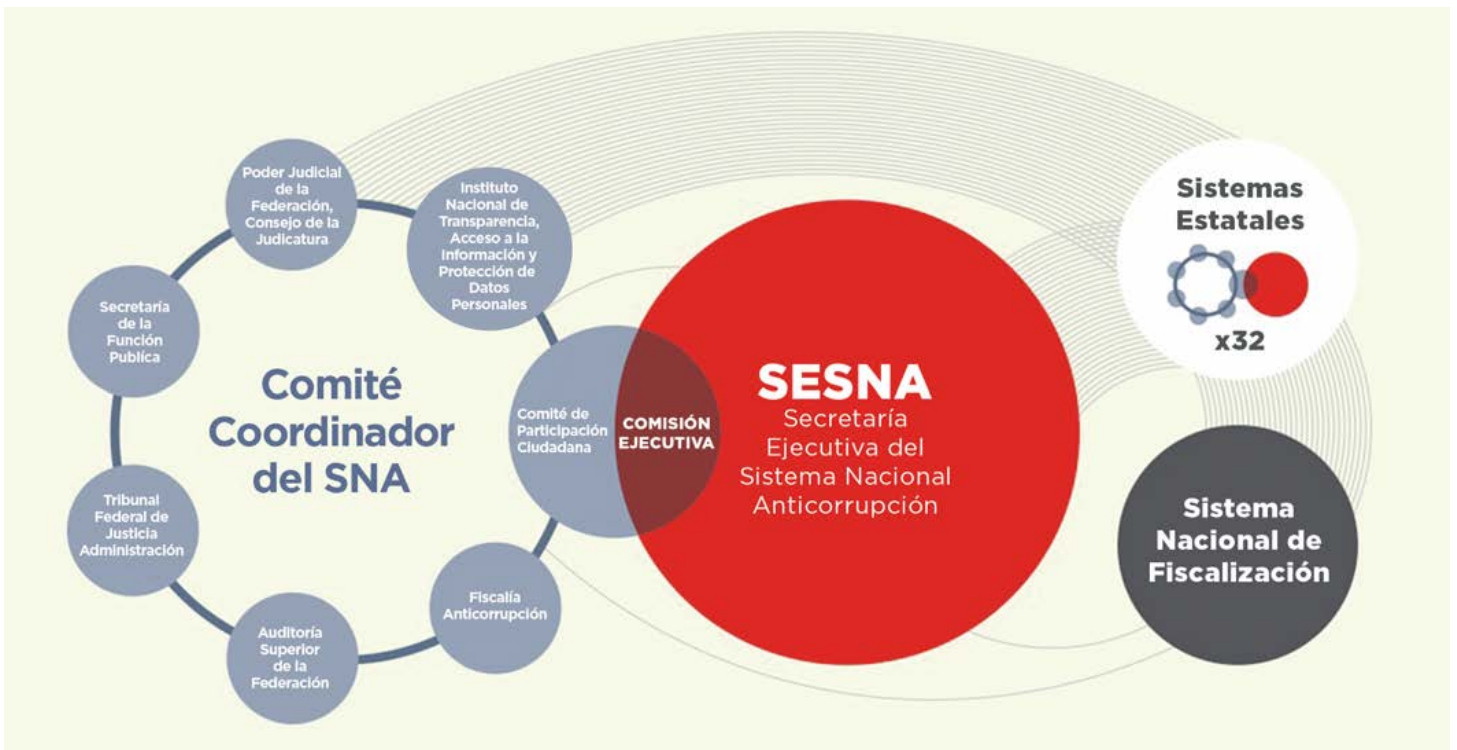 Poder Judicial
de la
Federación,
Consejo de la
Judicatura
Instituto
Nacional de
Transparencia,
Acceso a la
Información y
Protección de
Datos
Personales
Secretaría
de la
Función
Publica
Comité
Coordinador
del SNA
Comité de
Participación
Ciudadana
COMISIÓN
EJECUTIVA
Tribunal
Federal de
Justicia
Administración
Auditoría
Superior
de la
Federación
Fiscalía
Anticorrupción
SESNA
Secretaría
Ejecutiva del
Sistema Nacional
Anticorrupción
Sistemas
Estatales
x32
Sistema
Nacional de
Fiscalización